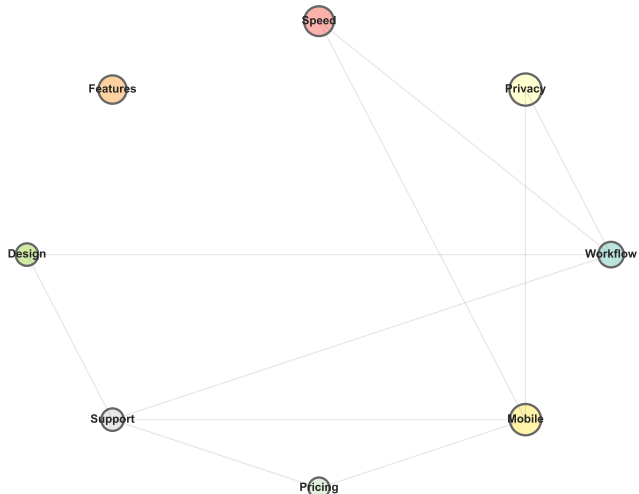 Speed
Features
Privacy
Design
Workflow
Support
Mobile
Pricing